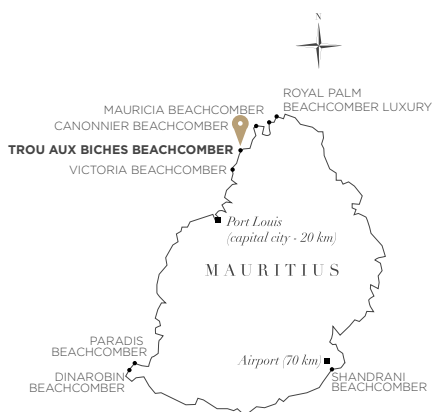 N
ROYAL PALM
BEACHCOMBER LUXURY
MAURICIA BEACHCOMBER
CANONNIER BEACHCOMBER
TROU AUX BICHES BEACHCOMBER
VICTORIA BEACHCOMBER
Port Louis
(capital city - 20 km)
MAURITIUS
PARADIS
BEACHCOMBER
DINAROBIN
BEACHCOMBER
Airport (70 km)
SHANDRANI
BEACHCOMBER